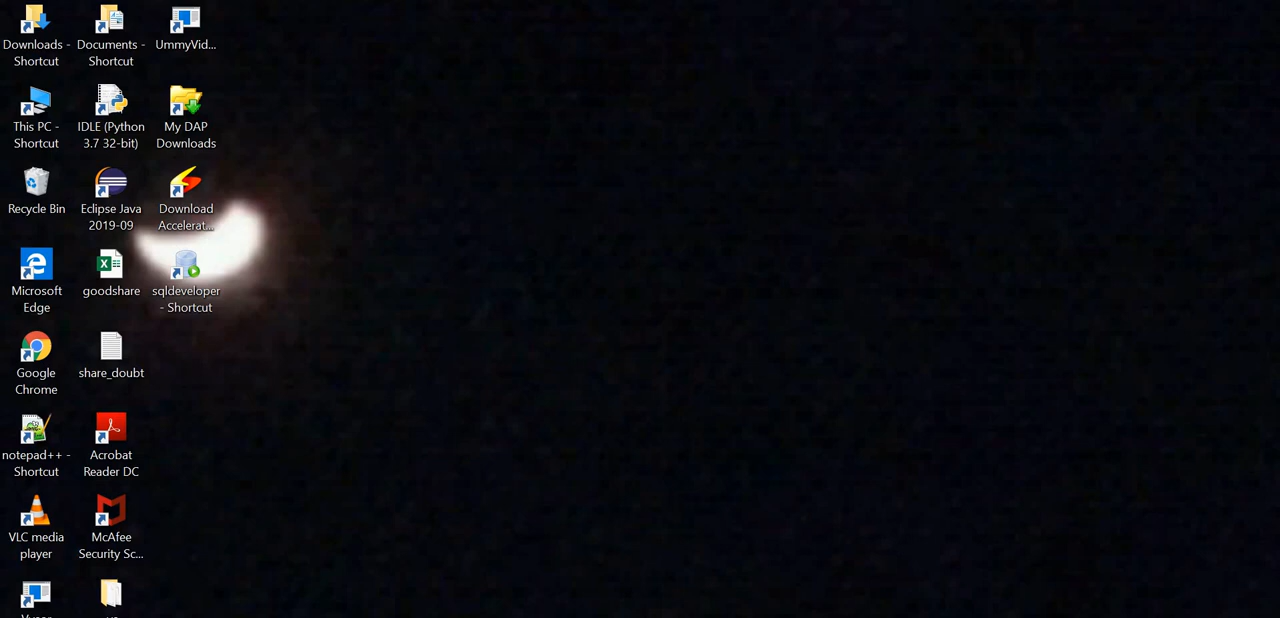 Downloads -
Shortcut
Documents -
Shortcut
UmmyVid...
This PC -
Shortcut
IDLE (Python
3.7 32-bit)
My DAP
Downloads
Recycle Bin
Eclipse Java
2019-09
Download
Accelerat...
Microsoft
Edge
goodshare
sqldeveloper
- Shortcut
Google
Chrome
share_doubt
notepad++ -
Shortcut
Acrobat
Reader DC
VLC media
player
McAfee
Security Sc...